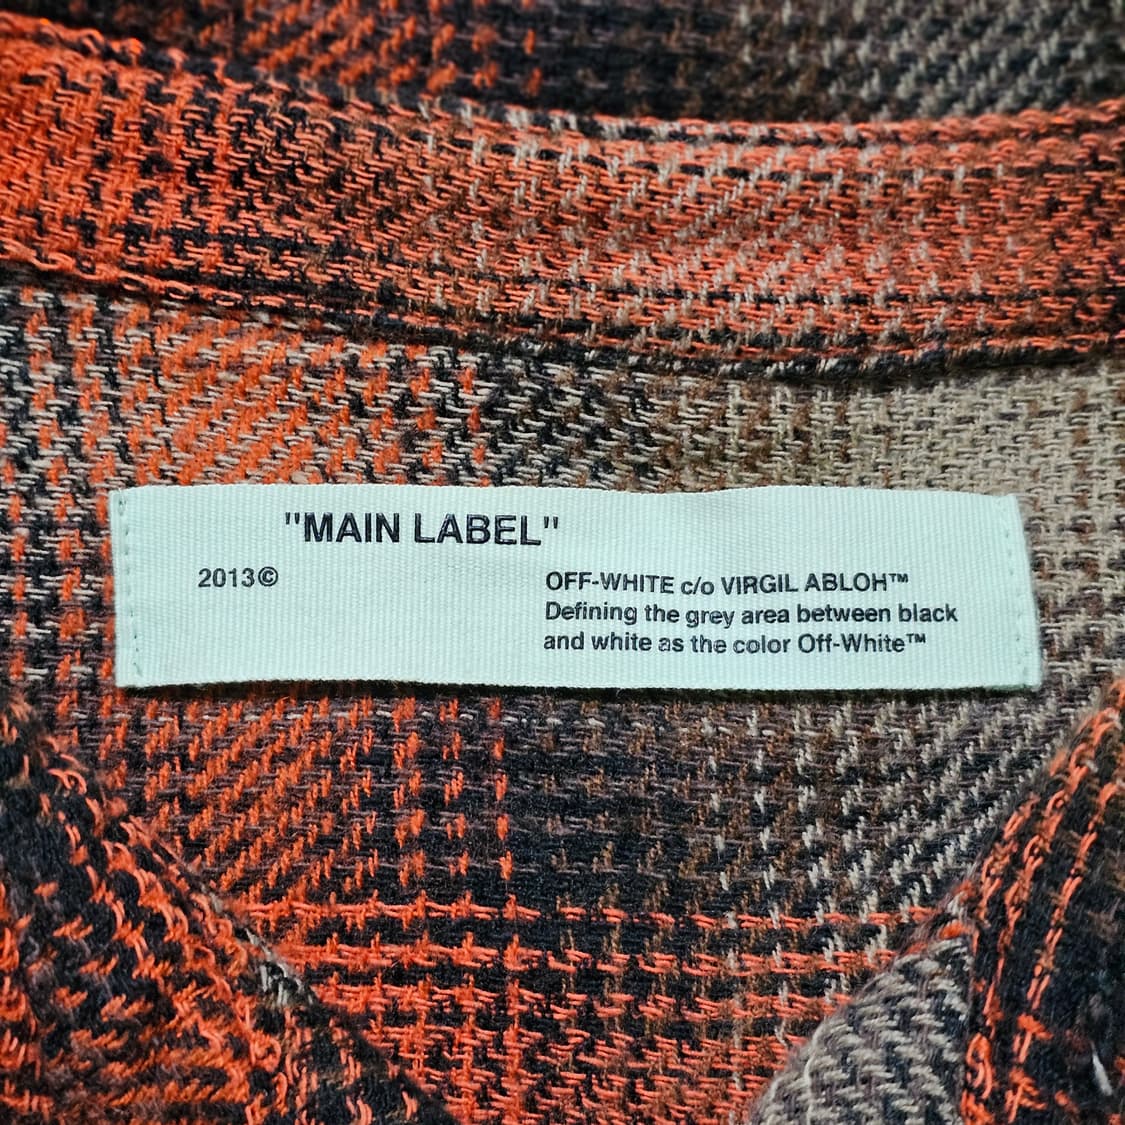 "MAIN LABEL"
2013©
OFF-WHITE c/o VIRGIL ABLOH™
Defining the grey area between black
and white as the color Off-White™